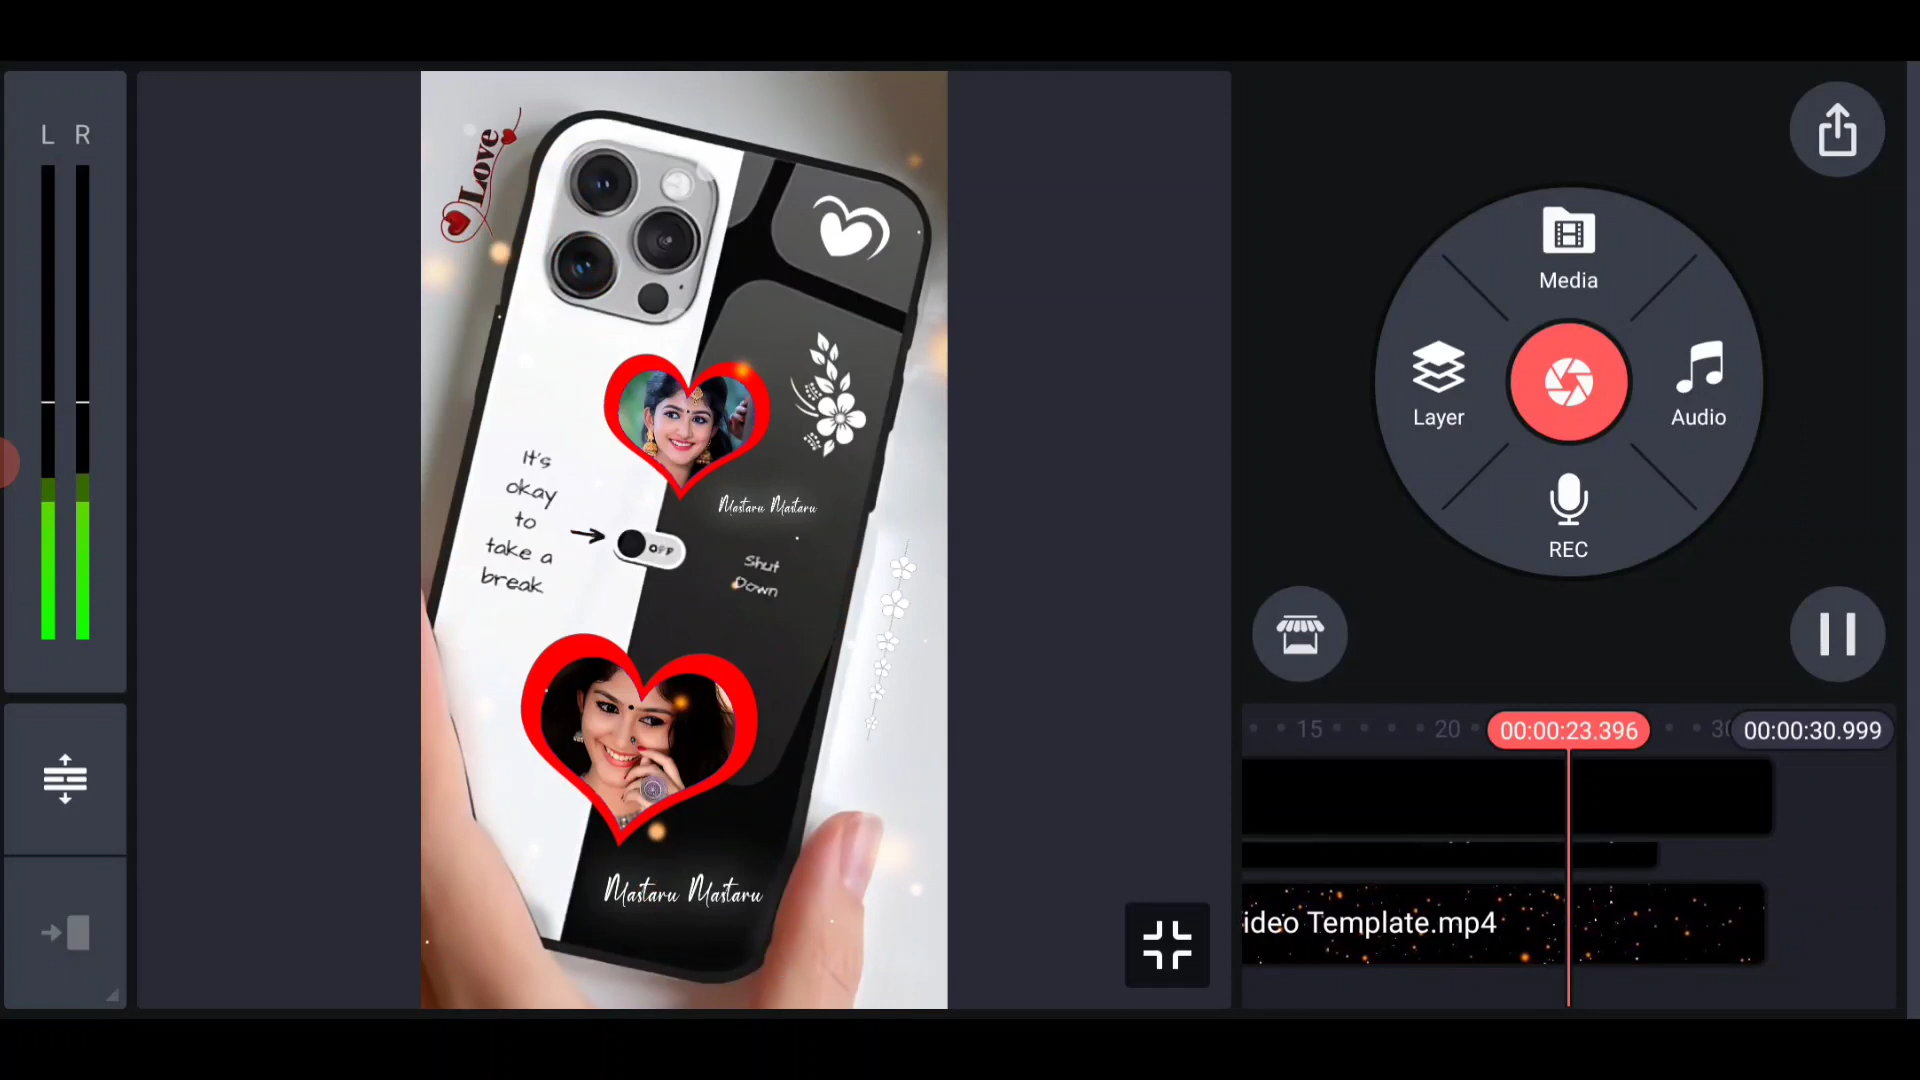 L R
Love
It's
okay
to
take a
break
OFF
Mastaru Mastaru
Shut
Down
Mastaru Mastaru
Media
Layer
Audio
REC
15
20
00:00:23.396
30
00:00:30.999
ideo Template.mp4